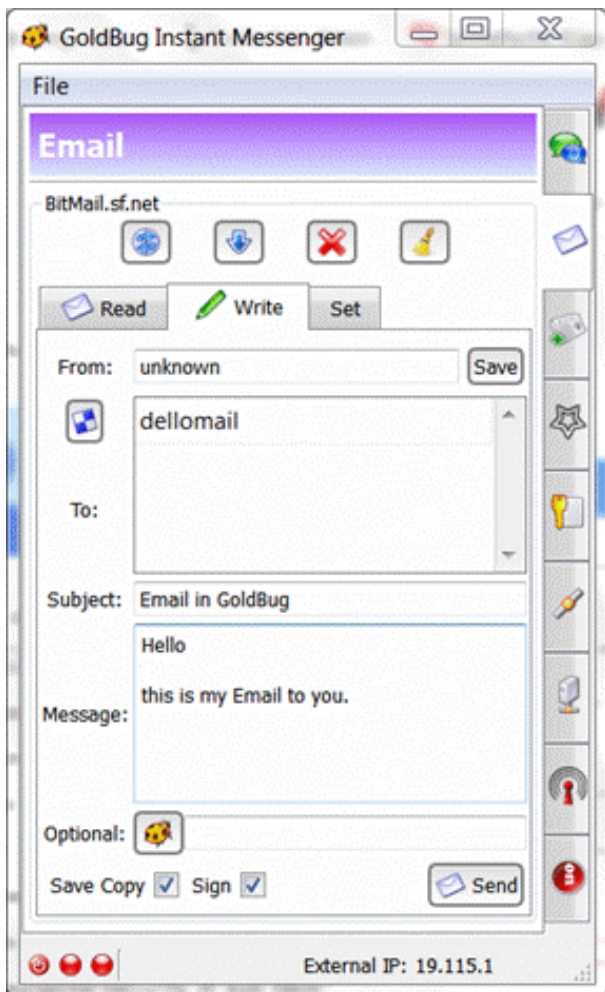 GoldBug Instant Messenger
File
Email
BitMail.sf.net
Read Write Set
From: unknown Save
dellomail
To:
Subject: Email in GoldBug
Hello
this is my Email to you.
Message:
Optional:
Save Copy Sign Send
External IP: 19.115.1